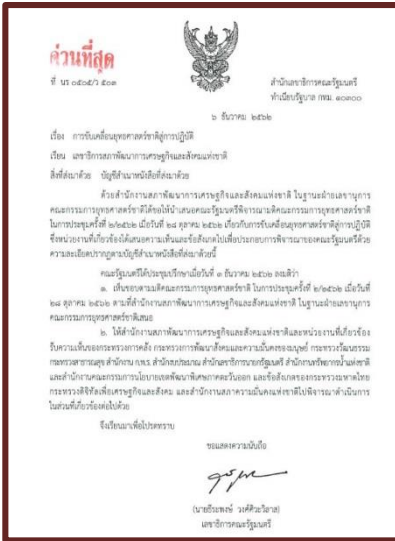 ด่วนที่สุด
ที่ นร ๐๕๐๕/ว ๕๐๓
สำนักเลขาธิการคณะรัฐมนตรี
ทำเนียบรัฐบาล กทม. ๑๐๓๐๐
๖ ธันวาคม ๒๕๖๒
เรื่อง การขับเคลื่อนยุทธศาสตร์ชาติสู่การปฏิบัติ
เรียน เลขาธิการสภาพัฒนาการเศรษฐกิจและสังคมแห่งชาติ
สิ่งที่ส่งมาด้วย บัญชีสำเนาหนังสือที่ส่งมาด้วย
ด้วยสำนักงานสภาพัฒนาการเศรษฐกิจและสังคมแห่งชาติ ในฐานะฝ่ายเลขานุการ
คณะกรรมการยุทธศาสตร์ชาติได้ขอให้นำเสนอคณะรัฐมนตรีพิจารณามติคณะกรรมการยุทธศาสตร์ชาติ
ในการประชุมครั้งที่ ๒/๒๕๖๒ เมื่อวันที่ ๒๘ ตุลาคม ๒๕๖๒ เกี่ยวกับการขับเคลื่อนยุทธศาสตร์ชาติสู่การปฏิบัติ
ซึ่งหน่วยงานที่เกี่ยวข้องได้เสนอความเห็นและข้อสังเกตไปเพื่อประกอบการพิจารณาของคณะรัฐมนตรีด้วย
ความละเอียดปรากฏตามบัญชีสำเนาหนังสือที่ส่งมาด้วยนี้
คณะรัฐมนตรีได้ประชุมปรึกษาเมื่อวันที่ ๓ ธันวาคม ๒๕๖๒ ลงมติว่า
๑. เห็นชอบตามมติคณะกรรมการยุทธศาสตร์ชาติ ในการประชุมครั้งที่ ๒/๒๕๖๒ เมื่อวันที่
๒๘ ตุลาคม ๒๕๖๒ ตามที่สำนักงานสภาพัฒนาการเศรษฐกิจและสังคมแห่งชาติ ในฐานะฝ่ายเลขานุการ
คณะกรรมการยุทธศาสตร์ชาติเสนอ
๒. ให้สำนักงานสภาพัฒนาการเศรษฐกิจและสังคมแห่งชาติและหน่วยงานที่เกี่ยวข้อง
รับความเห็นของกระทรวงการคลัง กระทรวงการพัฒนาสังคมและความมั่นคงของมนุษย์ กระทรวงวัฒนธรรม
กระทรวงสาธารณสุข สำนักงาน ก.พ.ร. สำนักงบประมาณ สำนักเลขาธิการนายกรัฐมนตรี สำนักงานทรัพยากรน้ำแห่งชาติ
และสำนักงานคณะกรรมการนโยบายเขตพัฒนาพิเศษภาคตะวันออก และข้อสังเกตของกระทรวงมหาดไทย
กระทรวงดิจิทัลเพื่อเศรษฐกิจและสังคม และสำนักงานสภาความมั่นคงแห่งชาติไปพิจารณาดำเนินการ
ในส่วนที่เกี่ยวข้องต่อไปด้วย
จึงเรียนมาเพื่อโปรดทราบ
ขอแสดงความนับถือ
(นายธีระพงษ์ วงศ์ศิวะวิลาส)
เลขาธิการคณะรัฐมนตรี